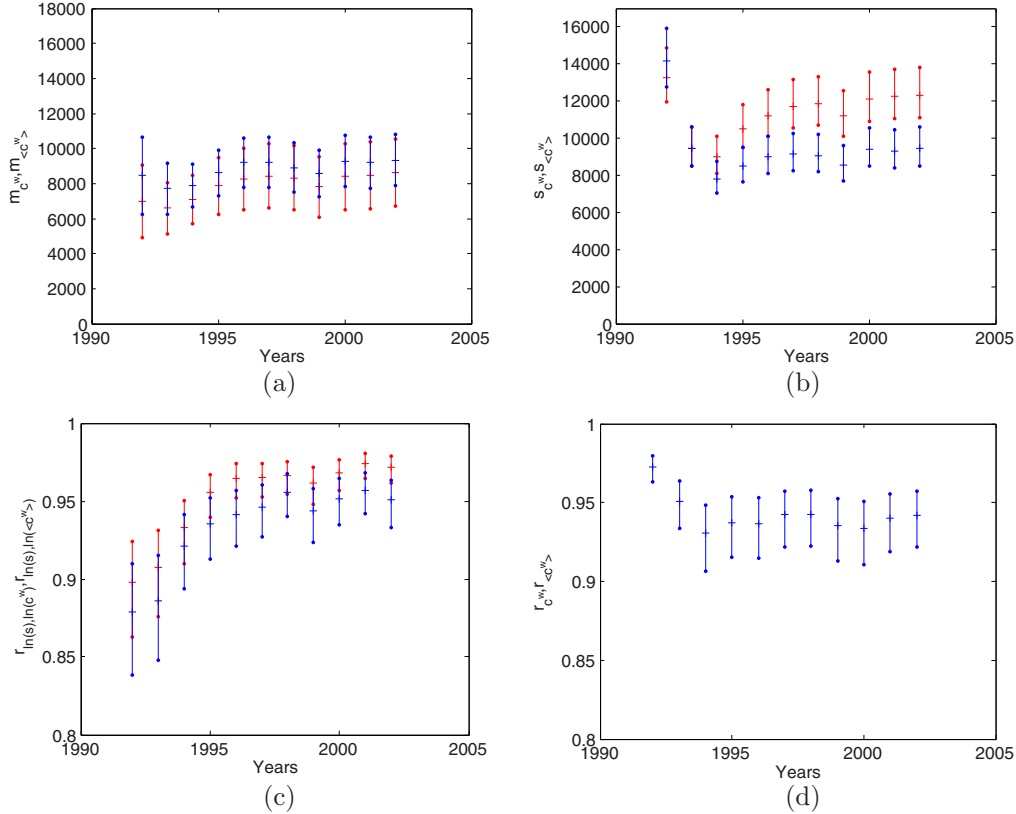 18000
16000
14000
12000
10000
8000
6000
4000
2000
0
1990 1995 2000 2005
Years
m_c^w,m_<c^w>
(a)
16000
14000
12000
10000
8000
6000
4000
2000
0
1990 1995 2000 2005
Years
s_c^w,s_<c^w>
(b)
1
0.95
0.9
0.85
0.8
1990 1995 2000 2005
Years
r_ln(s),ln(c^w),r_ln(s),ln(<c^w>)
(c)
1
0.95
0.9
0.85
0.8
1990 1995 2000 2005
Years
r_c^w,r_<c^w>
(d)